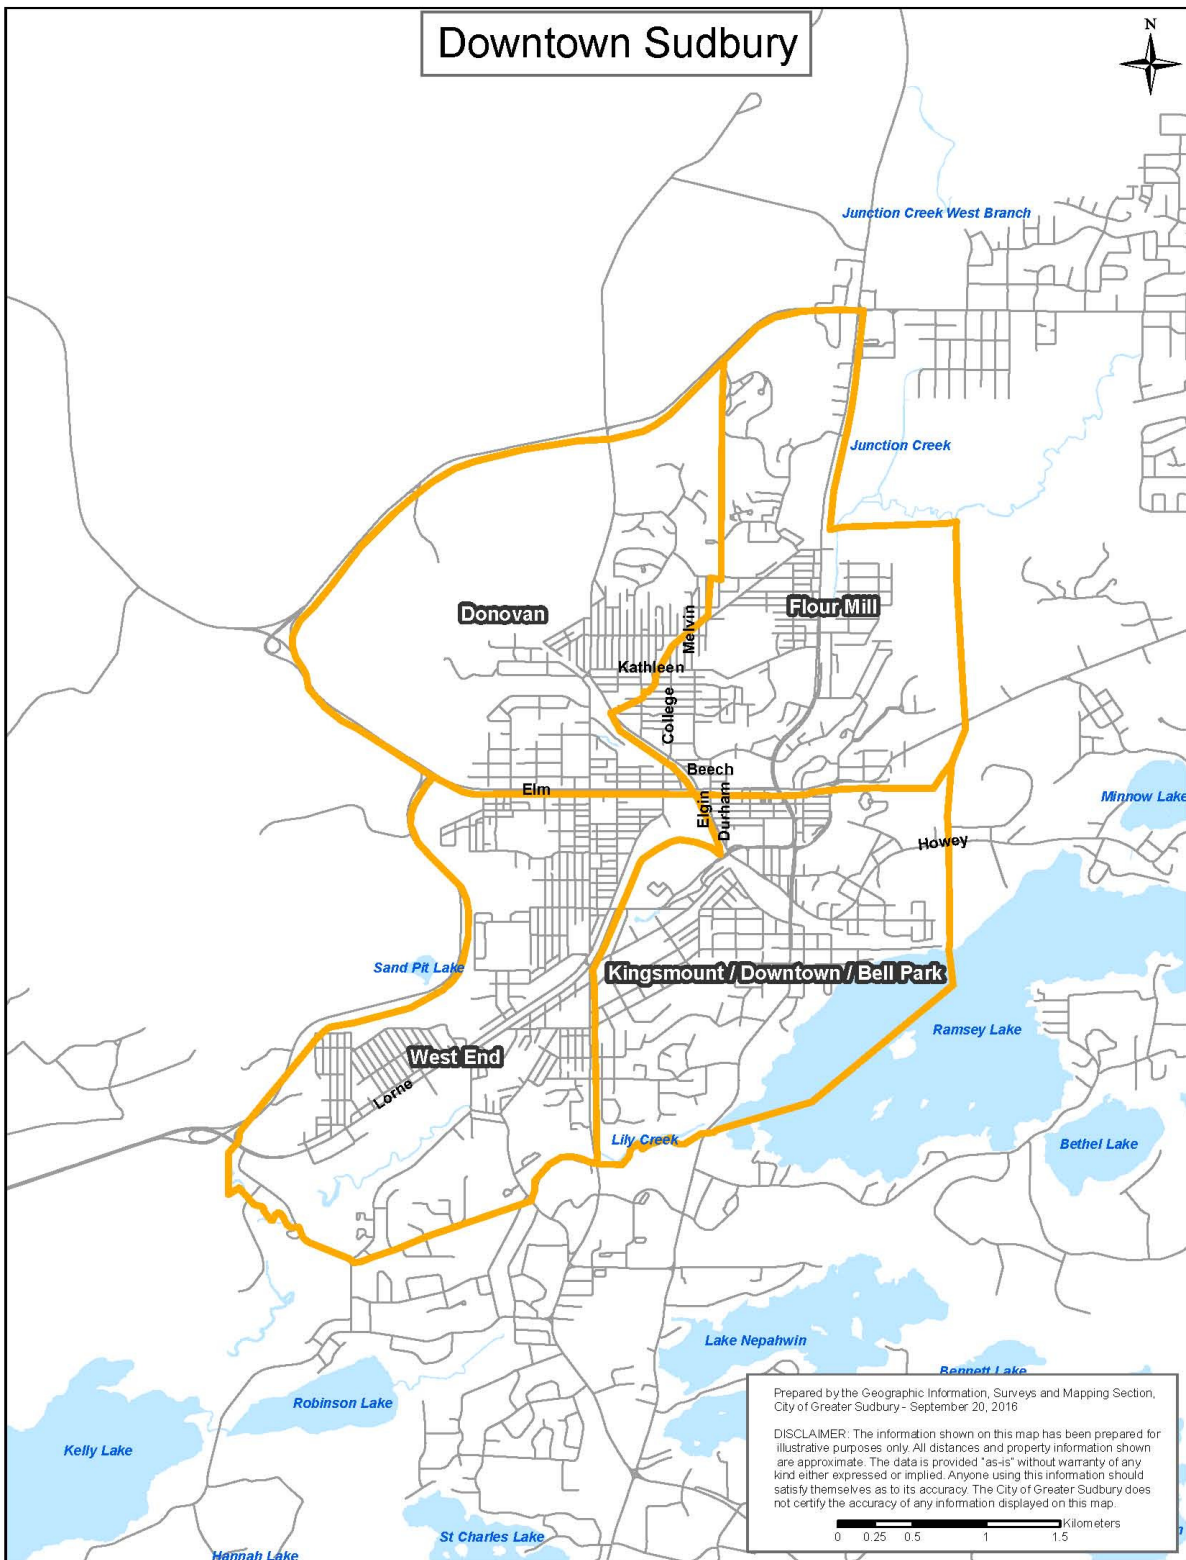 Downtown Sudbury
N
Junction Creek West Branch
Junction Creek
Donovan
Flour Mill
Melvin
Kathleen
College
Beech
Elm
Elgin
Durham
Minnow Lake
Howey
Sand Pit Lake
Kingsmount / Downtown / Bell Park
Ramsey Lake
West End
Lorne
Lily Creek
Bethel Lake
Lake Nepahwin
Bennett Lake
Robinson Lake
Kelly Lake
St Charles Lake
Hannah Lake
Prepared by the Geographic Information, Surveys and Mapping Section,
City of Greater Sudbury - September 20, 2016
DISCLAIMER: The information shown on this map has been prepared for
illustrative purposes only. All distances and property information shown
are approximate. The data is provided "as-is" without warranty of any
kind either expressed or implied. Anyone using this information should
satisfy themselves as to its accuracy. The City of Greater Sudbury does
not certify the accuracy of any information displayed on this map.
Kilometers
0 0.25 0.5 1 1.5